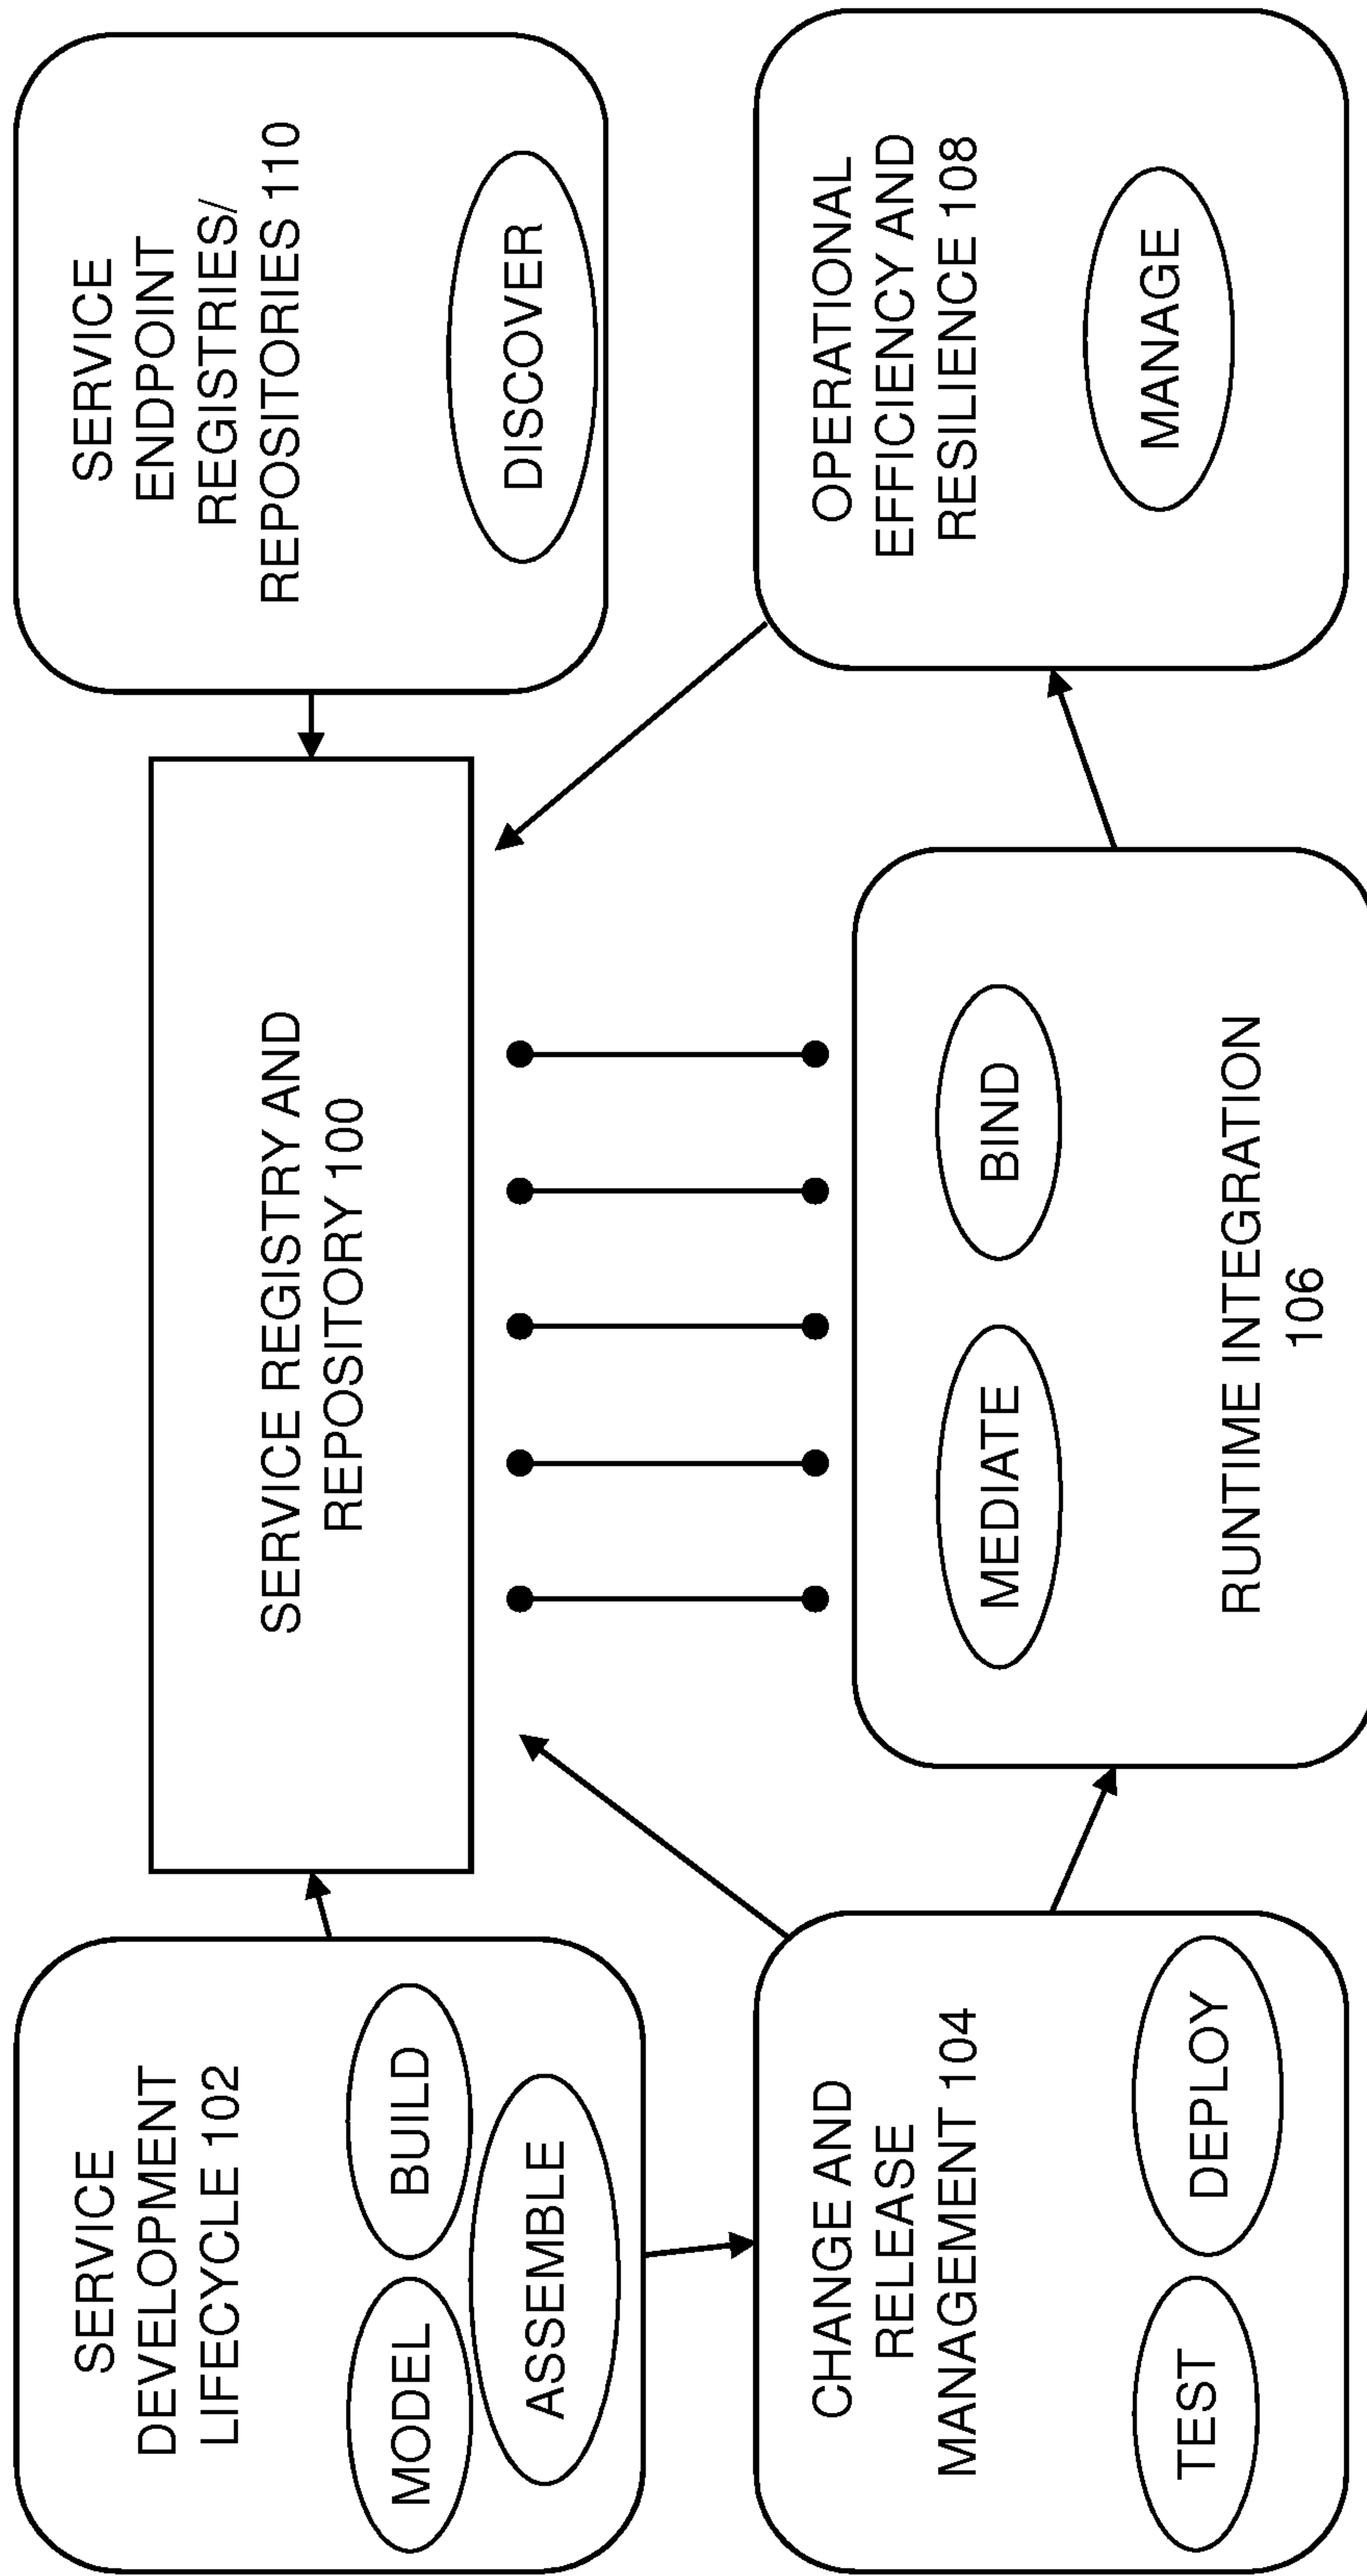 SERVICE
DEVELOPMENT
LIFECYCLE 102
MODEL
BUILD
ASSEMBLE
SERVICE REGISTRY AND
REPOSITORY 100
SERVICE
ENDPOINT
REGISTRIES/
REPOSITORIES 110
DISCOVER
CHANGE AND
RELEASE
MANAGEMENT 104
TEST
DEPLOY
MEDIATE
BIND
RUNTIME INTEGRATION
106
OPERATIONAL
EFFICIENCY AND
RESILIENCE 108
MANAGE